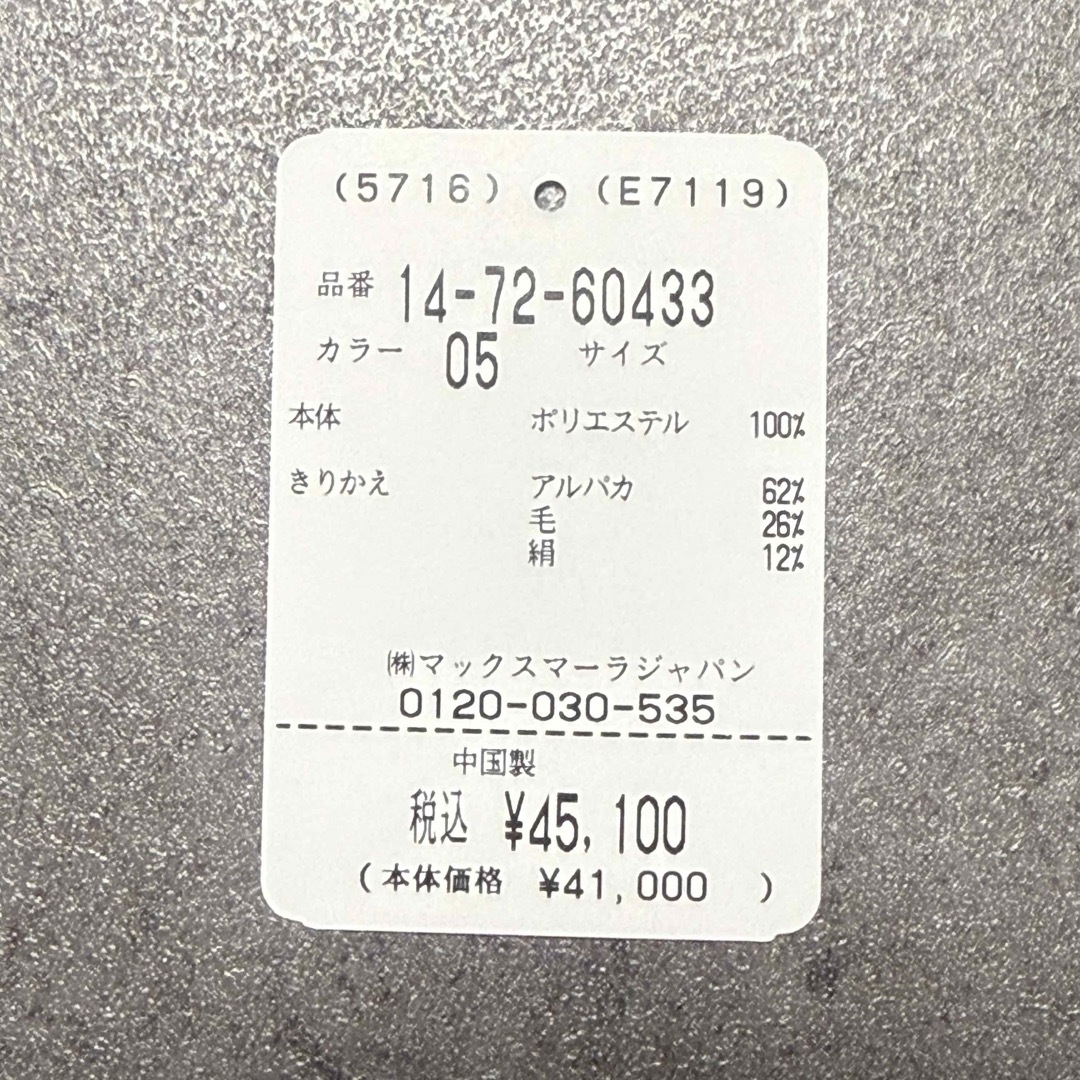 (5716) (E7119)
品番 14-72-60433
カラー 05 サイズ
本体 ポリエステル 100%
きりかえ アルパカ 62%
毛 26%
絹 12%
㈱マックスマーラジャパン
0120-030-535
中国製
税込 ¥45,100
(本体価格 ¥41,000 )